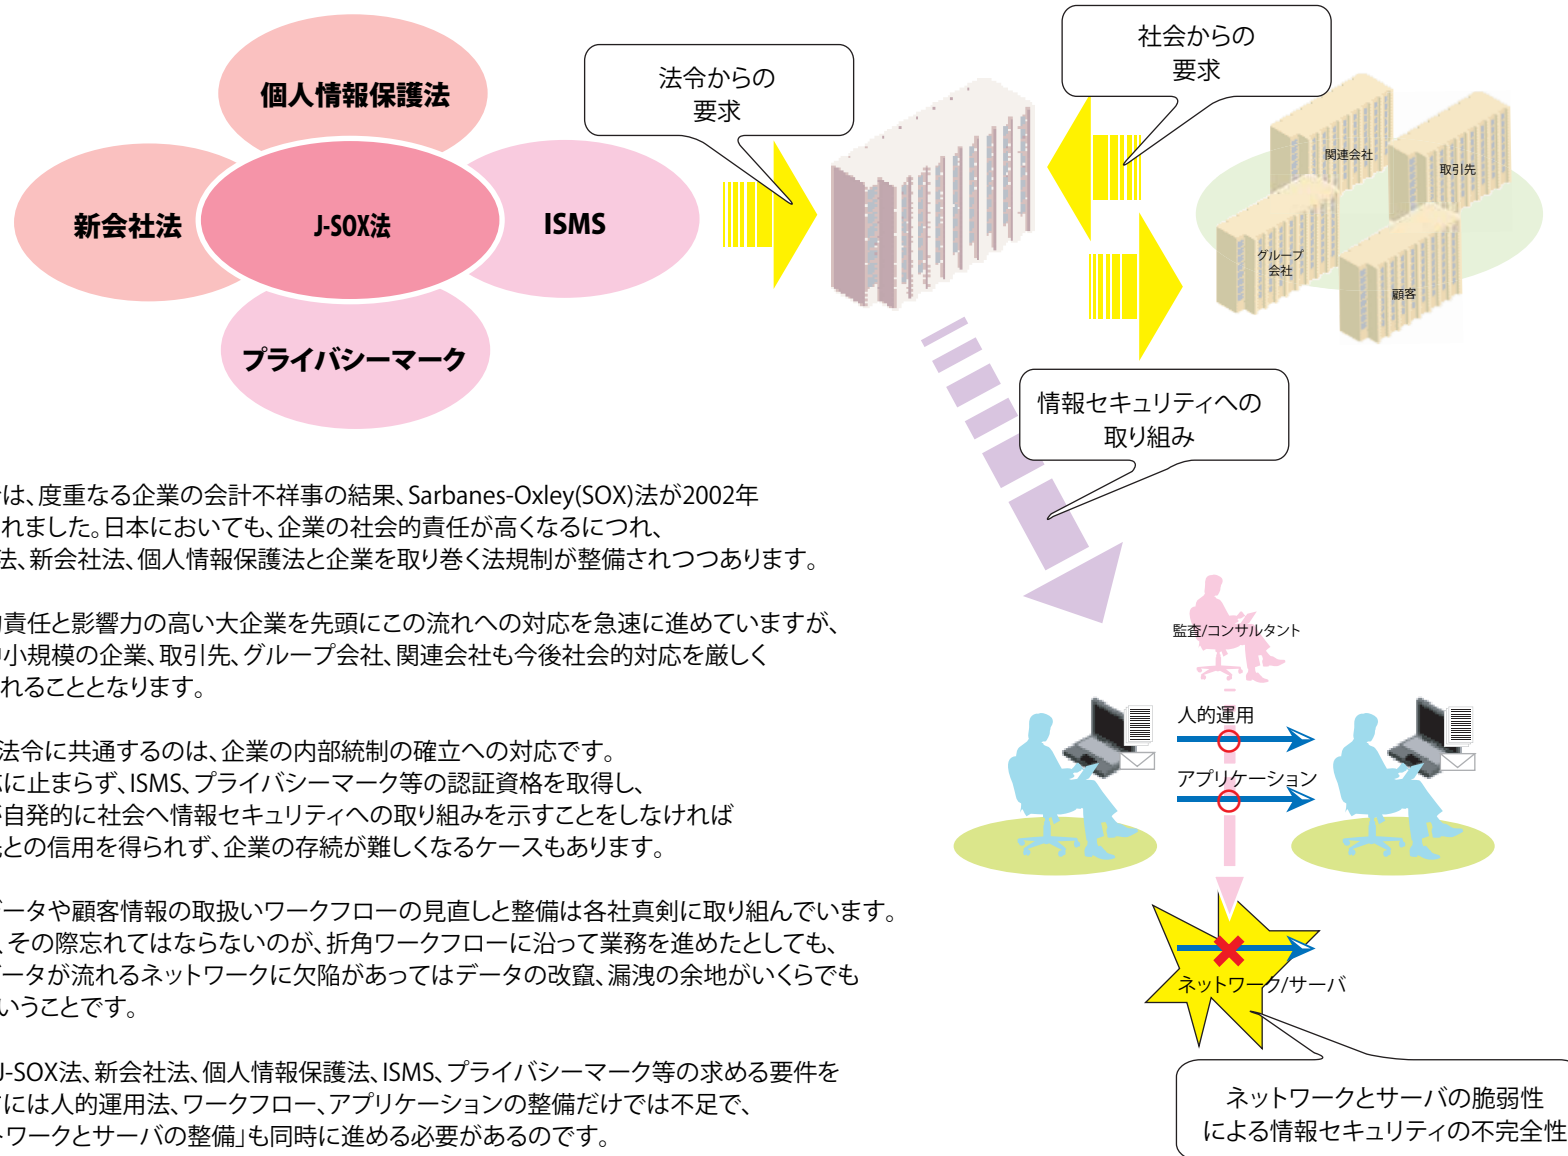 個人情報保護法
新会社法
J-SOX法
ISMS
プライバシーマーク
法令からの
要求
社会からの
要求
関連会社
取引先
グループ
会社
顧客
情報セキュリティへの
取り組み
は、度重なる企業の会計不祥事の結果、Sarbanes-Oxley(SOX)法が2002年
れました。日本においても、企業の社会的責任が高くなるにつれ、
法、新会社法、個人情報保護法と企業を取り巻く法規制が整備されつつあります。
責任と影響力の高い大企業を先頭にこの流れへの対応を急速に進めていますが、
小規模の企業、取引先、グループ会社、関連会社も今後社会的対応を厳しく
れることとなります。
法令に共通するのは、企業の内部統制の確立への対応です。
に止まらず、ISMS、プライバシーマーク等の認証資格を取得し、
自発的に社会へ情報セキュリティへの取り組みを示すことをしなければ
との信用を得られず、企業の存続が難しくなるケースもあります。
データや顧客情報の取扱いワークフローの見直しと整備は各社真剣に取り組んでいます。
、その際忘れてはならないのが、折角ワークフローに沿って業務を進めたとしても、
データが流れるネットワークに欠陥があってはデータの改竄、漏洩の余地がいくらでも
いうことです。
J-SOX法、新会社法、個人情報保護法、ISMS、プライバシーマーク等の求める要件を
には人的運用法、ワークフロー、アプリケーションの整備だけでは不足で、
トワークとサーバの整備」も同時に進める必要があるのです。
監査/コンサルタント
人的運用
アプリケーション
ネットワーク/サーバ
ネットワークとサーバの脆弱性
による情報セキュリティの不完全性